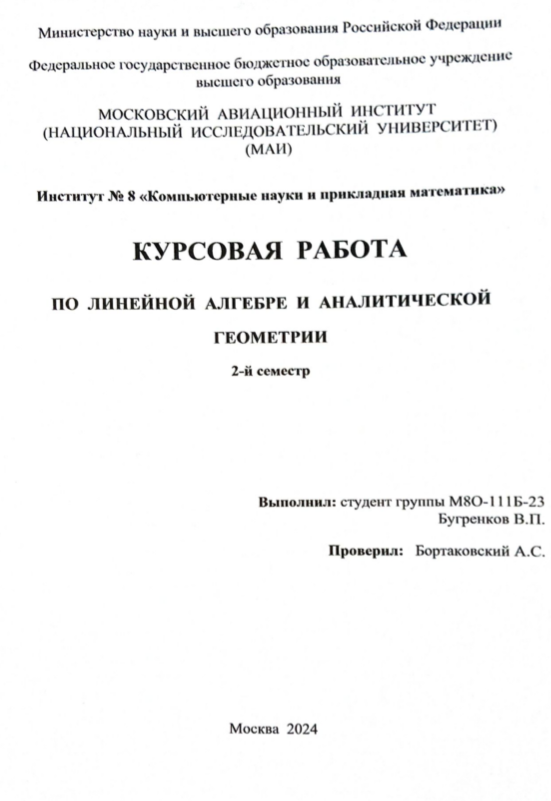 Министерство науки и высшего образования Российской Федерации
Федеральное государственное бюджетное образовательное учреждение
высшего образования
МОСКОВСКИЙ АВИАЦИОННЫЙ ИНСТИТУТ
(НАЦИОНАЛЬНЫЙ ИССЛЕДОВАТЕЛЬСКИЙ УНИВЕРСИТЕТ)
(МАИ)
Институт № 8 «Компьютерные науки и прикладная математика»
КУРСОВАЯ РАБОТА
ПО ЛИНЕЙНОЙ АЛГЕБРЕ И АНАЛИТИЧЕСКОЙ
ГЕОМЕТРИИ
2-й семестр
Выполнил: студент группы М8О-111Б-23
Бугренков В.П.
Проверил: Бортаковский А.С.
Москва 2024